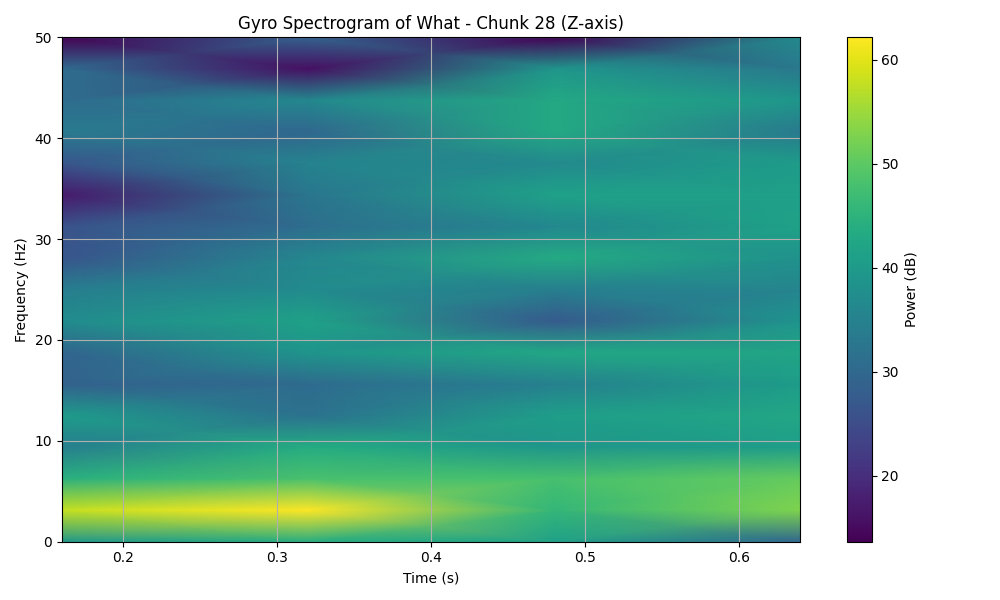 Gyro Spectrogram of What - Chunk 28 (Z-axis)
50
40
30
20
10
0
Frequency (Hz)
0.2 0.3 0.4 0.5 0.6
Time (s)
60
50
40
30
20
Power (dB)